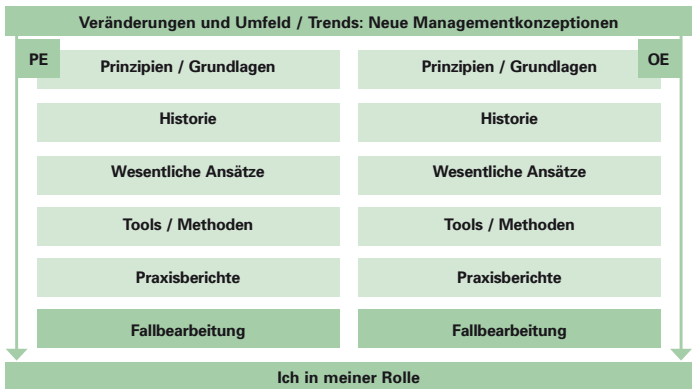 Veränderungen und Umfeld / Trends: Neue Managementkonzeptionen
PE
OE
Prinzipien / Grundlagen
Prinzipien / Grundlagen
Historie
Historie
Wesentliche Ansätze
Wesentliche Ansätze
Tools / Methoden
Tools / Methoden
Praxisberichte
Praxisberichte
Fallbearbeitung
Fallbearbeitung
Ich in meiner Rolle